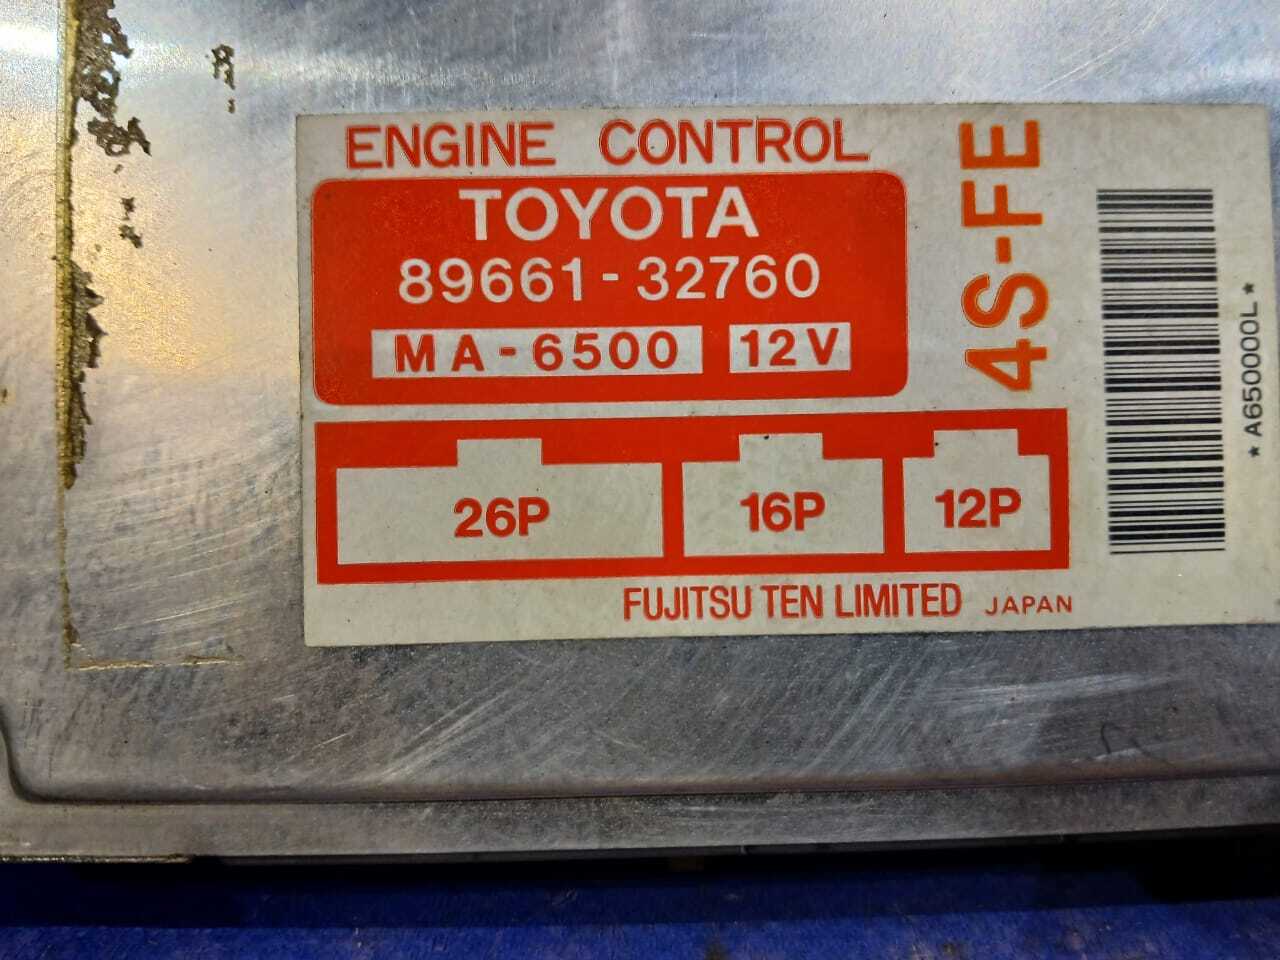 ENGINE CONTROL
TOYOTA
89661-32760
MA-6500 12V
4S-FE
26P 16P 12P
FUJITSU TEN LIMITED JAPAN
*A650000L*